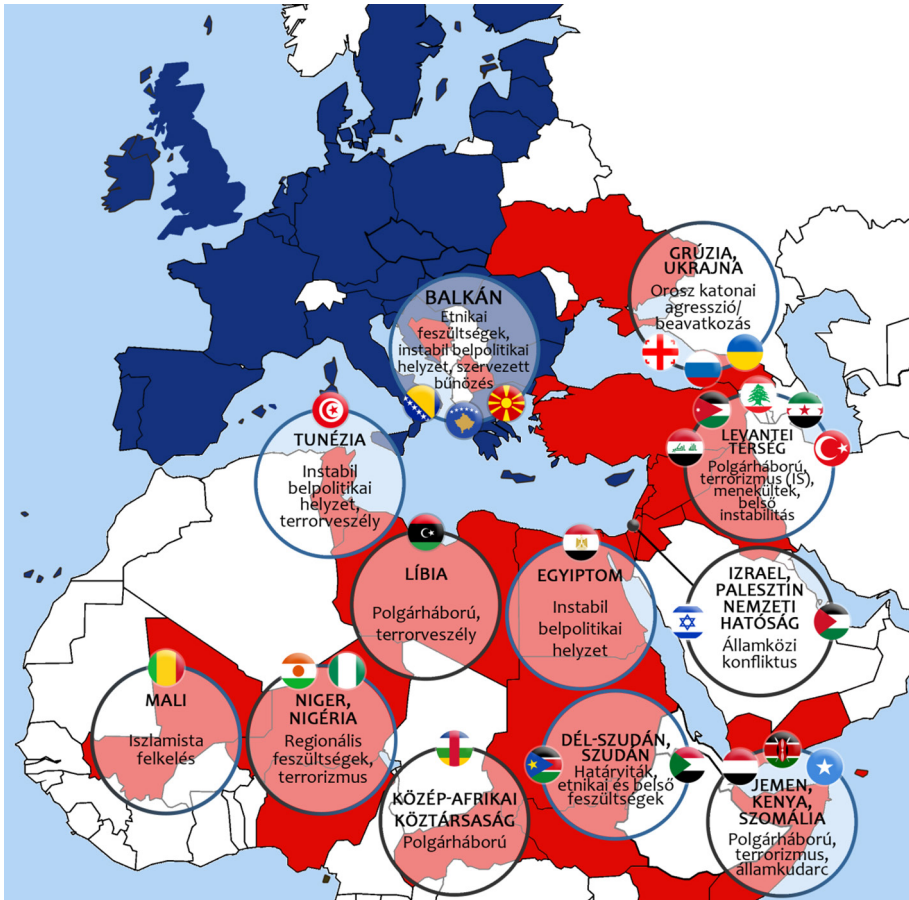 GRÚZIA,
UKRAJNA
Orosz katonai
agresszió/
beavatkozás
BALKÁN
Etnikai
feszültségek,
instabil belpolitikai
helyzet, szervezett
bűnözés
TUNÉZIA
Instabil
belpolitikai
helyzet,
terrorveszély
LEVANTEI
TÉRSÉG
Polgárháború,
terrorizmus (IS),
menekültek,
belső
instabilitás
LÍBIA
Polgárháború,
terrorveszély
EGYIPTOM
Instabil
belpolitikai
helyzet
IZRAEL,
PALESZTIN
NEMZETI
HATÓSÁG
Államközi
konfliktus
MALI
Iszlamista
felkelés
NIGER,
NIGÉRIA
Regionális
feszültségek,
terrorizmus
KÖZÉP-AFRIKAI
KÖZTÁRSASÁG
Polgárháború
DÉL-SZUDÁN,
SZUDÁN
Határviták,
etnikai és belső
feszültségek
JEMEN,
KENYA,
SZOMÁLIA
Polgárháború,
terrorizmus,
államkudarc